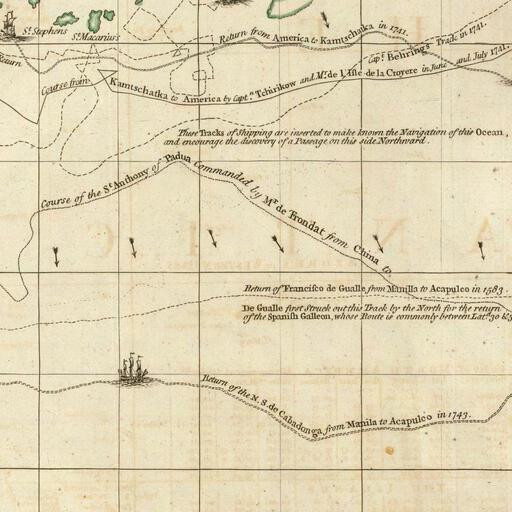 St. Stephens
St. Macarius
Return
Return from America to Kamtschatka in 1741.
Capt. Behring's Trade in 1741.
Course from Kamtschatka to America by Captn. Tchirikow and Mr. de L'Isle de la Croyere in June and July 1741.
These Tracks of Shipping are inserted to make known the Navigation of this Ocean,
and encourage the discovery of a Passage on this side Northward.
Course of the St. Anthony of Padua Commanded by Mr. de Frondat from China to
Return of Francisco de Gualle from Manilla to Acapulco in 1583.
De Gualle first Struck out this Track by the North for the return
of the Spanish Galleon, whose Route is commonly between Latd. 30 &
Return of the N. S. de Cabadonga from Manila to Acapulco in 1743.